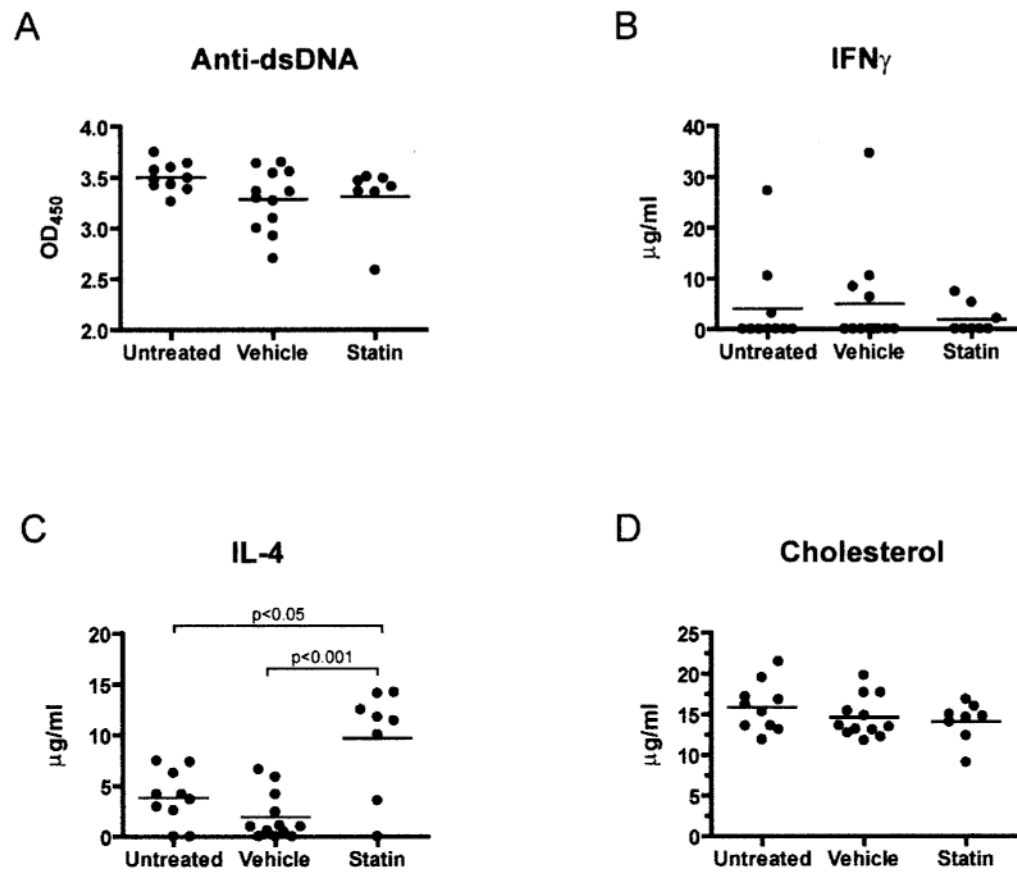 A
Anti-dsDNA
4.0
3.5
3.0
2.5
2.0
OD450
Untreated Vehicle Statin
B
IFNγ
40
30
20
10
0
µg/ml
Untreated Vehicle Statin
C
IL-4
p<0.05
p<0.001
20
15
10
5
0
µg/ml
Untreated Vehicle Statin
D
Cholesterol
25
20
15
10
5
0
µg/ml
Untreated Vehicle Statin